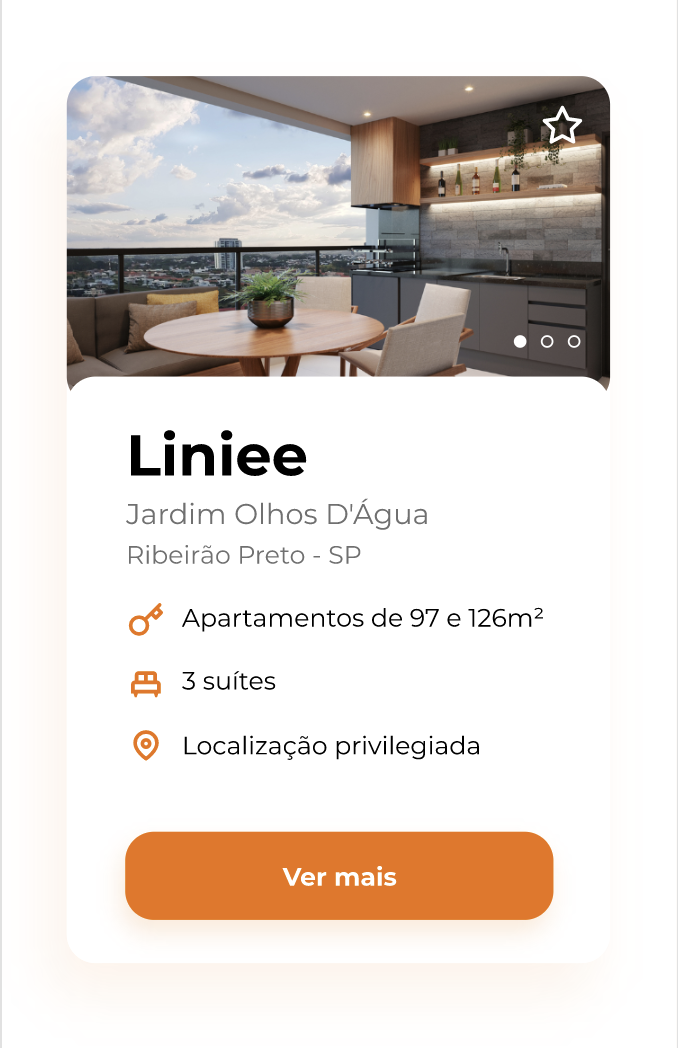 Liniee
Jardim Olhos D'Água
Ribeirão Preto - SP
Apartamentos de 97 e 126m²
3 suítes
Localização privilegiada
Ver mais